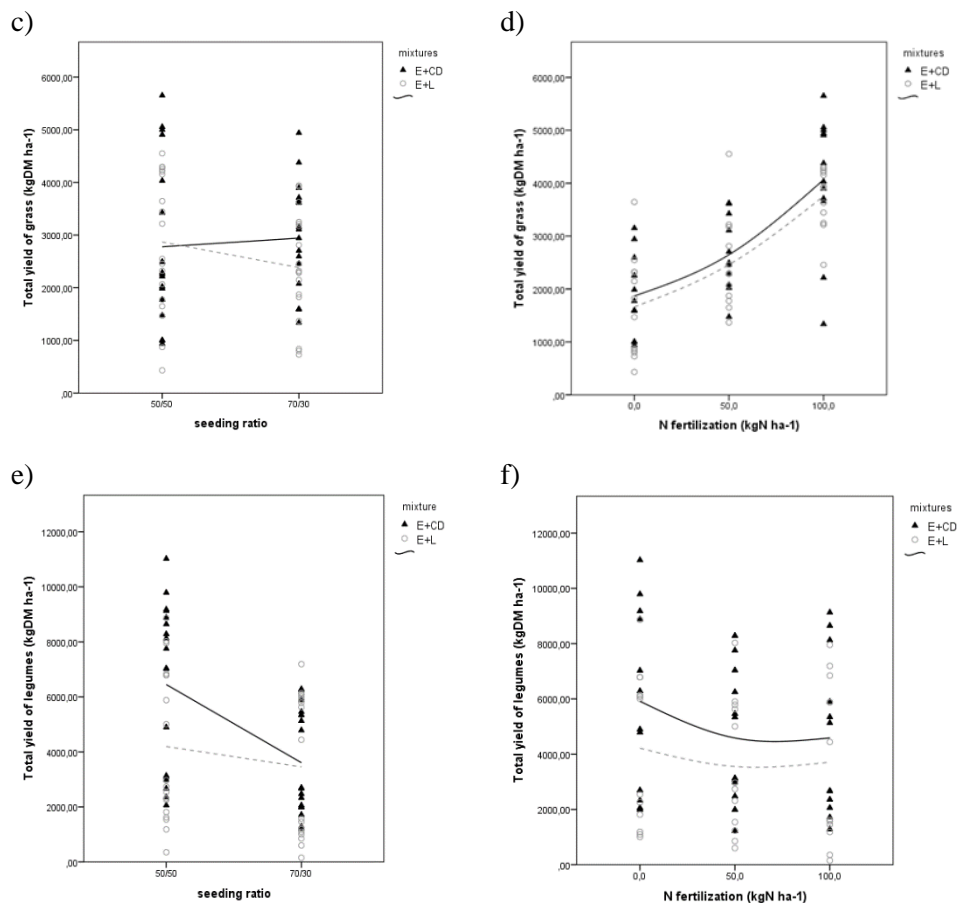 c)
mixtures
E+CD
E+L
6000,00
5000,00
4000,00
3000,00
2000,00
1000,00
,00
Total yield of grass (kgDM ha-1)
50/50
70/30
seeding ratio
d)
mixtures
E+CD
E+L
6000,00
5000,00
4000,00
3000,00
2000,00
1000,00
,00
Total yield of grass (kgDM ha-1)
0,0
50,0
100,0
N fertilization (kgN ha-1)
e)
mixture
E+CD
E+L
12000,00
10000,00
8000,00
6000,00
4000,00
2000,00
,00
Total yield of legumes (kgDM ha-1)
50/50
70/30
seeding ratio
f)
mixtures
E+CD
E+L
12000,00
10000,00
8000,00
6000,00
4000,00
2000,00
,00
Total yield of legumes (kgDM ha-1)
0,0
50,0
100,0
N fertilization (kgN ha-1)